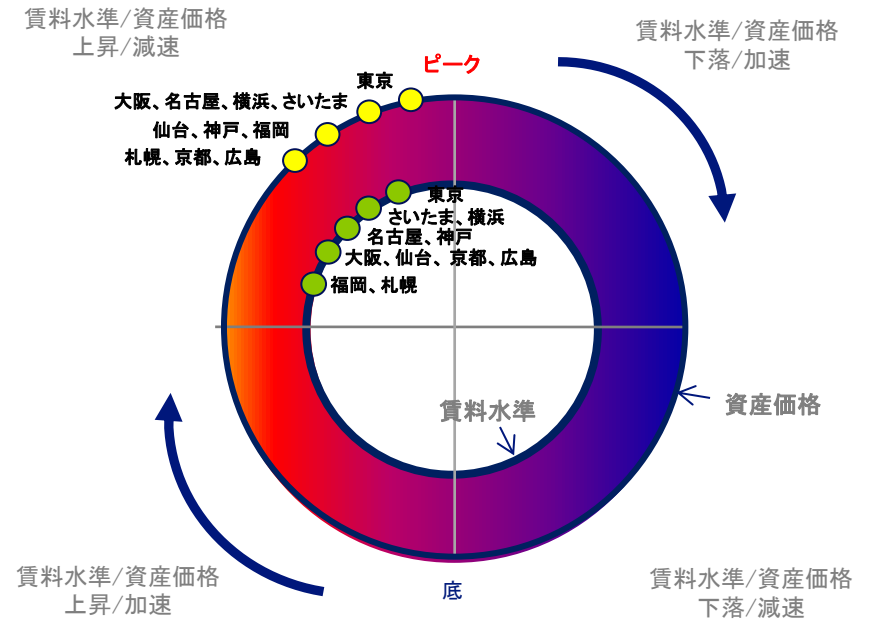 賃料水準/資産価格
上昇/減速
賃料水準/資産価格
下落/加速
ピーク
東京
大阪、名古屋、横浜、さいたま
仙台、神戸、福岡
札幌、京都、広島
東京
さいたま、横浜
名古屋、神戸
大阪、仙台、京都、広島
福岡、札幌
賃料水準
資産価格
賃料水準/資産価格
上昇/加速
底
賃料水準/資産価格
下落/減速